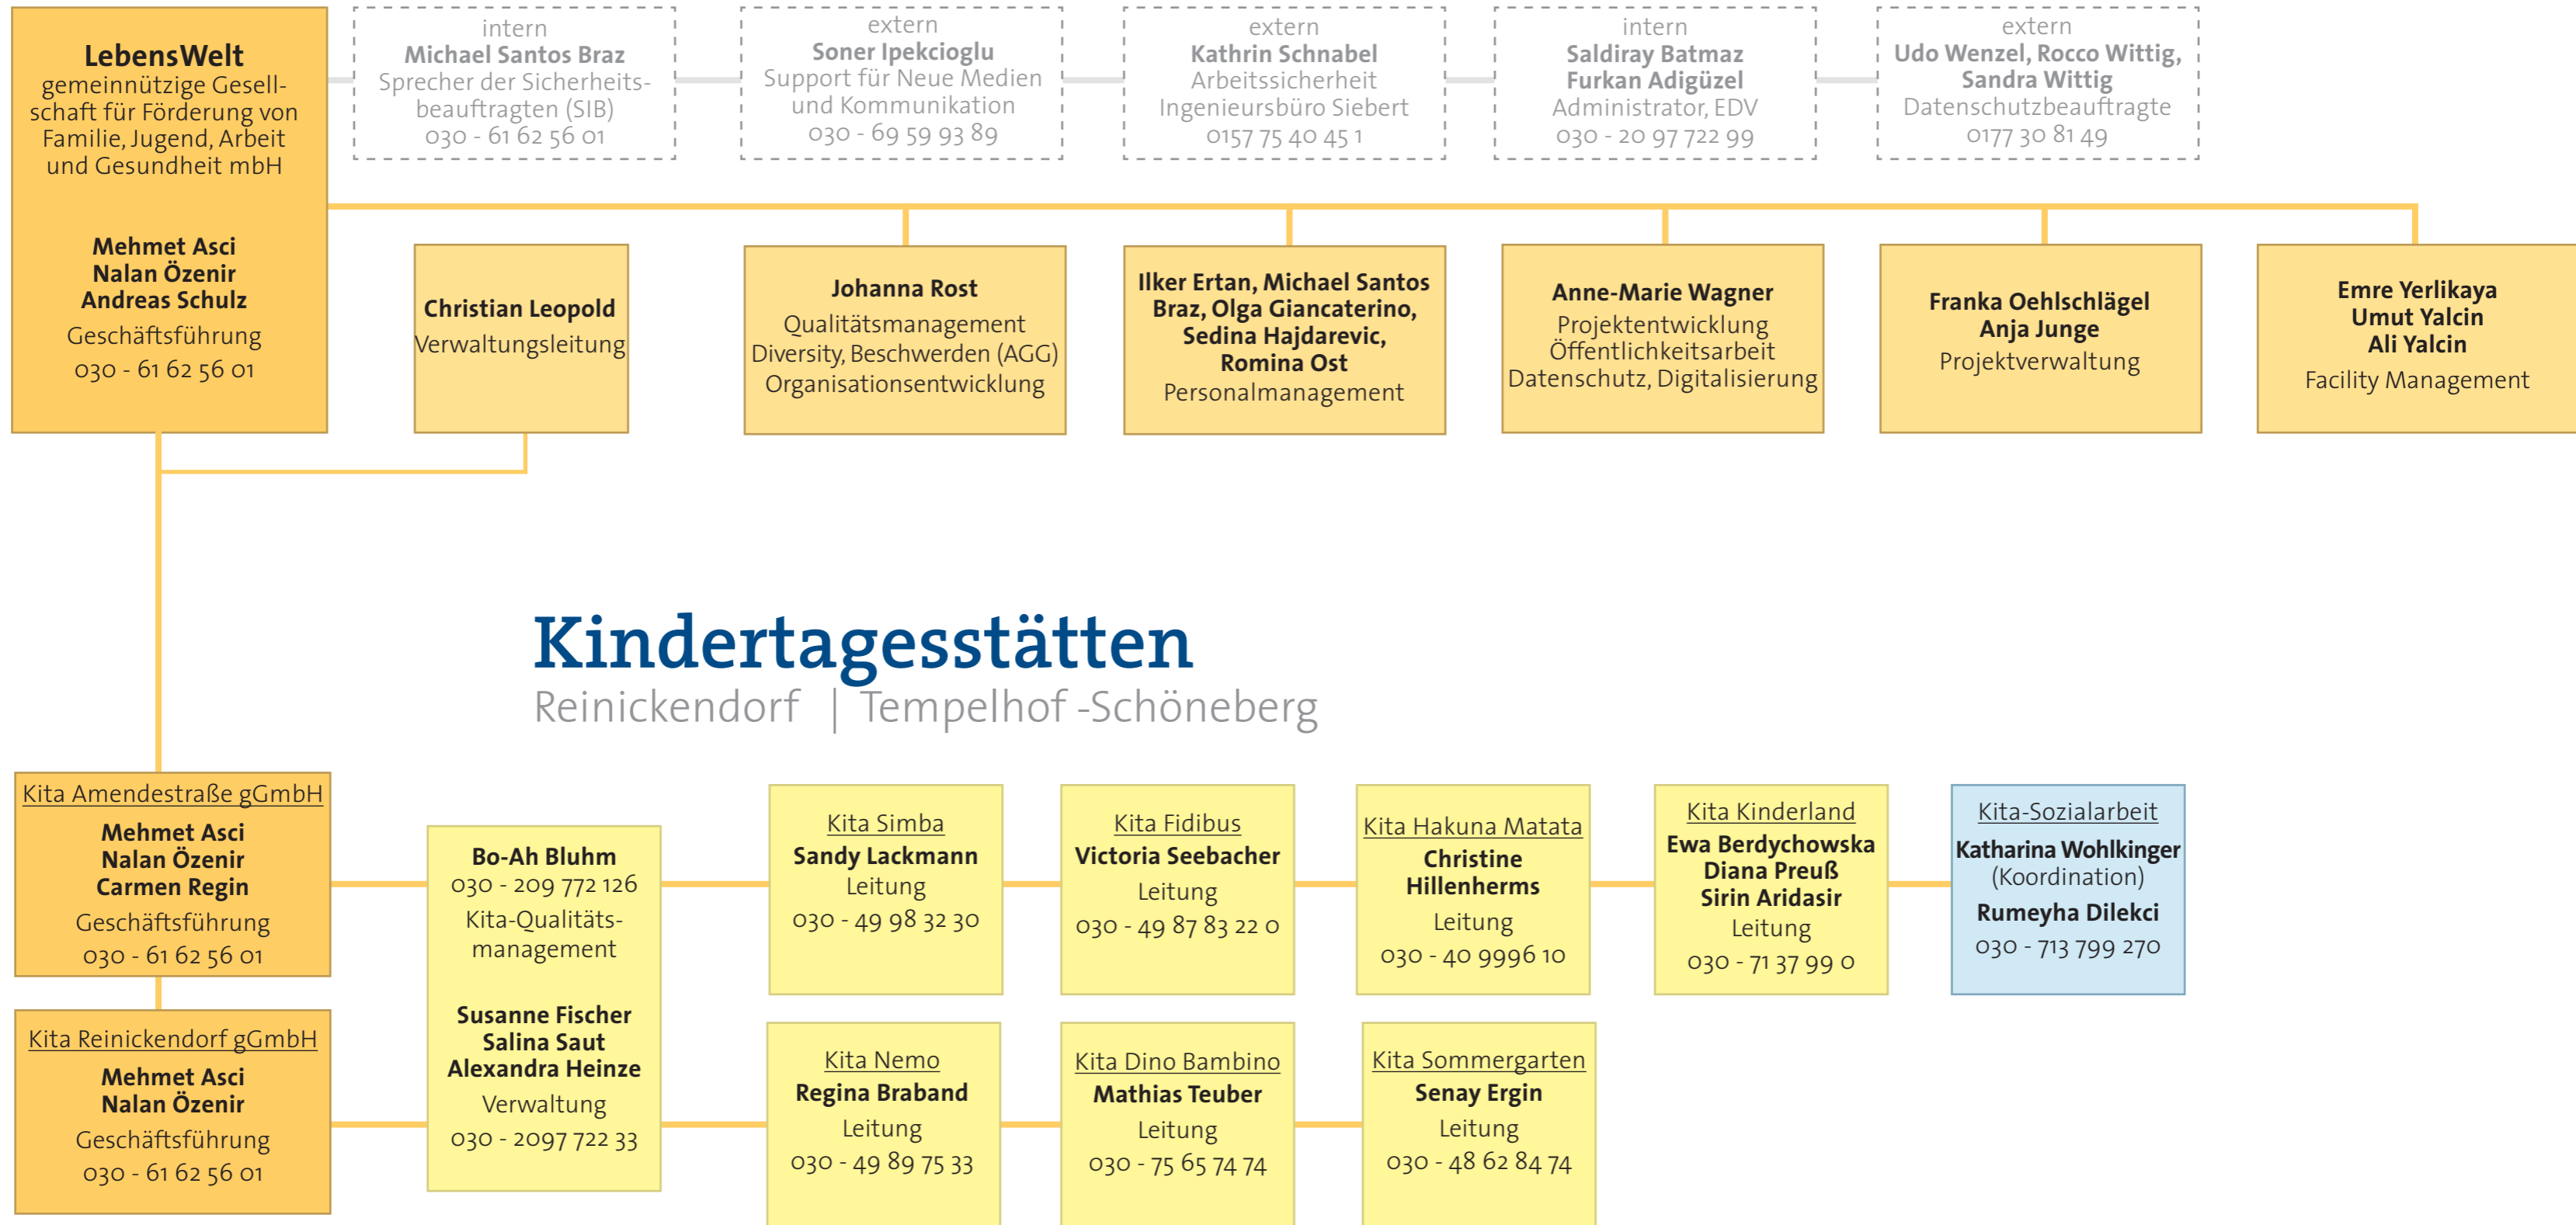 LebensWelt
gemeinnützige Gesell-
schaft für Förderung von
Familie, Jugend, Arbeit
und Gesundheit mbH
Mehmet Asci
Nalan Özenir
Andreas Schulz
Geschäftsführung
030 - 61 62 56 01
intern
Michael Santos Braz
Sprecher der Sicherheits-
beauftragten (SIB)
030 - 61 62 56 01
extern
Soner Ipekcioglu
Support für Neue Medien
und Kommunikation
030 - 69 59 93 89
extern
Kathrin Schnabel
Arbeitssicherheit
Ingenieursbüro Siebert
0157 75 40 45 1
intern
Saldiray Batmaz
Furkan Adigüzel
Administrator, EDV
030 - 20 97 722 99
extern
Udo Wenzel, Rocco Wittig,
Sandra Wittig
Datenschutzbeauftragte
0177 30 81 49
Christian Leopold
Verwaltungsleitung
Johanna Rost
Qualitätsmanagement
Diversity, Beschwerden (AGG)
Organisationsentwicklung
Ilker Ertan, Michael Santos
Braz, Olga Giancaterino,
Sedina Hajdarevic,
Romina Ost
Personalmanagement
Anne-Marie Wagner
Projektentwicklung
Öffentlichkeitsarbeit
Datenschutz, Digitalisierung
Franka Oehlschlägel
Anja Junge
Projektverwaltung
Emre Yerlikaya
Umut Yalcin
Ali Yalcin
Facility Management
Kindertagesstätten
Reinickendorf | Tempelhof -Schöneberg
Kita Amendestraße gGmbH
Mehmet Asci
Nalan Özenir
Carmen Regin
Geschäftsführung
030 - 61 62 56 01
Kita Reinickendorf gGmbH
Mehmet Asci
Nalan Özenir
Geschäftsführung
030 - 61 62 56 01
Bo-Ah Bluhm
030 - 209 772 126
Kita-Qualitäts-
management
Susanne Fischer
Salina Saut
Alexandra Heinze
Verwaltung
030 - 2097 722 33
Kita Simba
Sandy Lackmann
Leitung
030 - 49 98 32 30
Kita Fidibus
Victoria Seebacher
Leitung
030 - 49 87 83 22 0
Kita Hakuna Matata
Christine
Hillenherms
Leitung
030 - 40 9996 10
Kita Kinderland
Ewa Berdychowska
Diana Preuß
Sirin Aridasir
Leitung
030 - 71 37 99 0
Kita-Sozialarbeit
Katharina Wohlkinger
(Koordination)
Rumeyha Dilekci
030 - 713 799 270
Kita Nemo
Regina Braband
Leitung
030 - 49 89 75 33
Kita Dino Bambino
Mathias Teuber
Leitung
030 - 75 65 74 74
Kita Sommergarten
Senay Ergin
Leitung
030 - 48 62 84 74